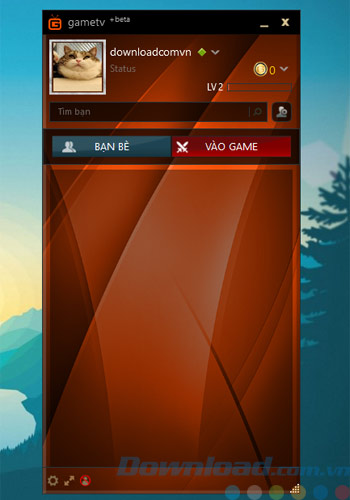 gametv +beta
downloadcomvn
Status
0
LV 2
Tìm bạn
BẠN BÈ
VÀO GAME
Download.com.vn